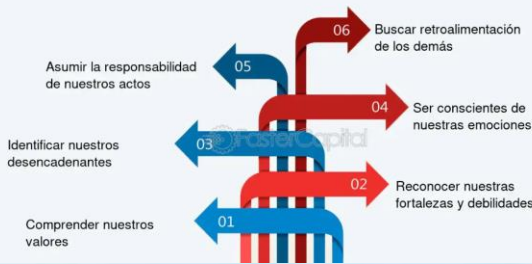 06
Buscar retroalimentación
de los demás
05
Asumir la responsabilidad
de nuestros actos
04
Ser conscientes de
nuestras emociones
03
Identificar nuestros
desencadenantes
FasterCapital
02
Reconocer nuestras
fortalezas y debilidades
01
Comprender nuestros
valores